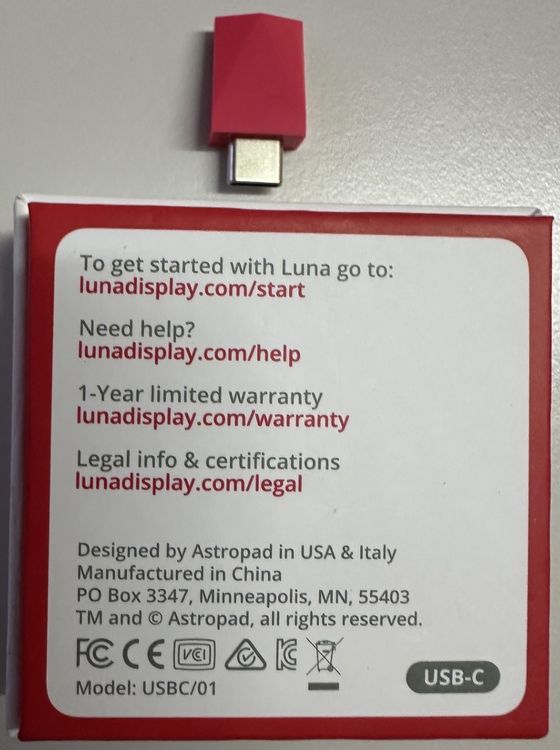 To get started with Luna go to:
lunadisplay.com/start
Need help?
lunadisplay.com/help
1-Year limited warranty
lunadisplay.com/warranty
Legal info & certifications
lunadisplay.com/legal
Designed by Astropad in USA & Italy
Manufactured in China
PO Box 3347, Minneapolis, MN, 55403
TM and © Astropad, all rights reserved.
FC CE VCI
Model: USBC/01
USB-C